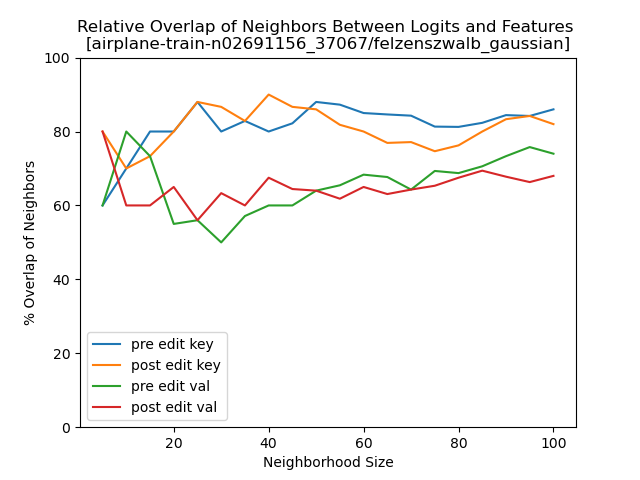 Relative Overlap of Neighbors Between Logits and Features
[airplane-train-n02691156_37067/felzenszwalb_gaussian]
100
80
60
40
20
0
% Overlap of Neighbors
pre edit key
post edit key
pre edit val
post edit val
20 40 60 80 100
Neighborhood Size